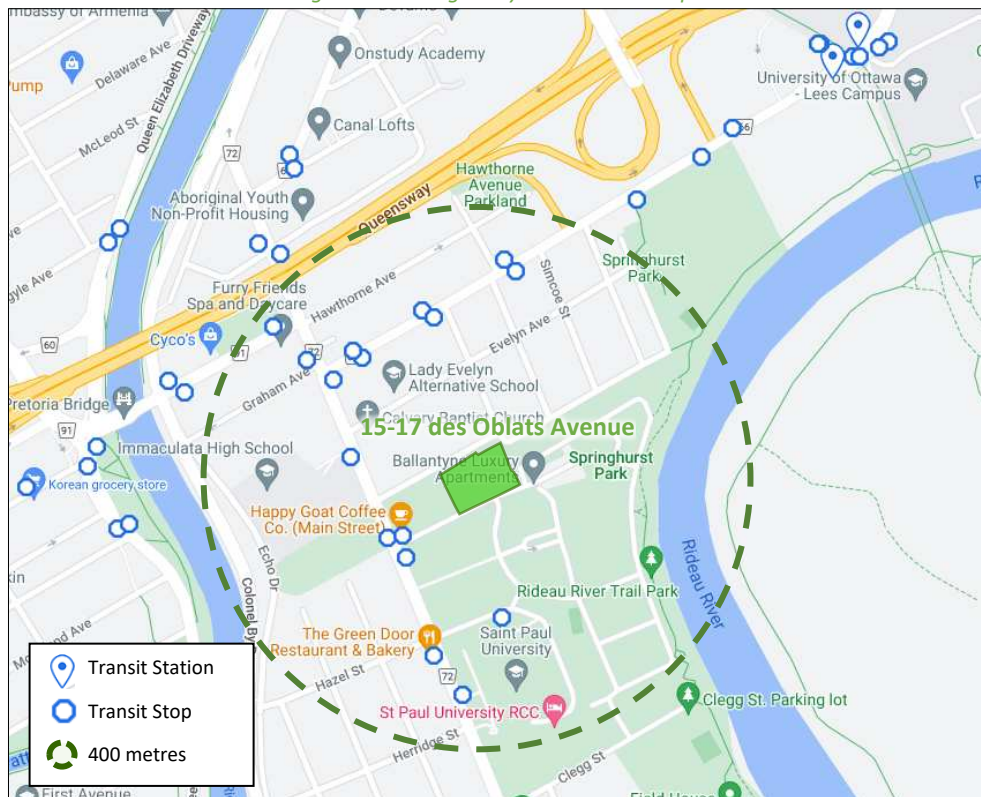 Embassy of Armenia
Delaware Ave
Onstudy Academy
Pump
University of Ottawa
- Lees Campus
McLeod St
Queen Elizabeth Driveway
Canal Lofts
72
66
Hawthorne
Avenue
Parkland
Aboriginal Youth
Non-Profit Housing
Queensway
Springhurst
Park
Simcoe St
Furry Friends
Spa and Daycare
Hawthorne Ave
60
Cyco's
91
72
Evelyn Ave
Lady Evelyn
Alternative School
Graham Ave
Pretoria Bridge
Calvary Baptist Church
15-17 des Oblats Avenue
91
Immaculata High School
Ballantyne Luxury
Apartments
Springhurst
Park
Korean grocery store
Happy Goat Coffee
Co. (Main Street)
Echo Dr
Colonel By
Rideau River
Rideau River Trail Park
The Green Door
Restaurant & Bakery
Saint Paul
University
Hazel St
72
Transit Station
Transit Stop
400 metres
St Paul University RCC
Clegg St. Parking lot
Herridge St
Clegg St
First Avenue
Field House